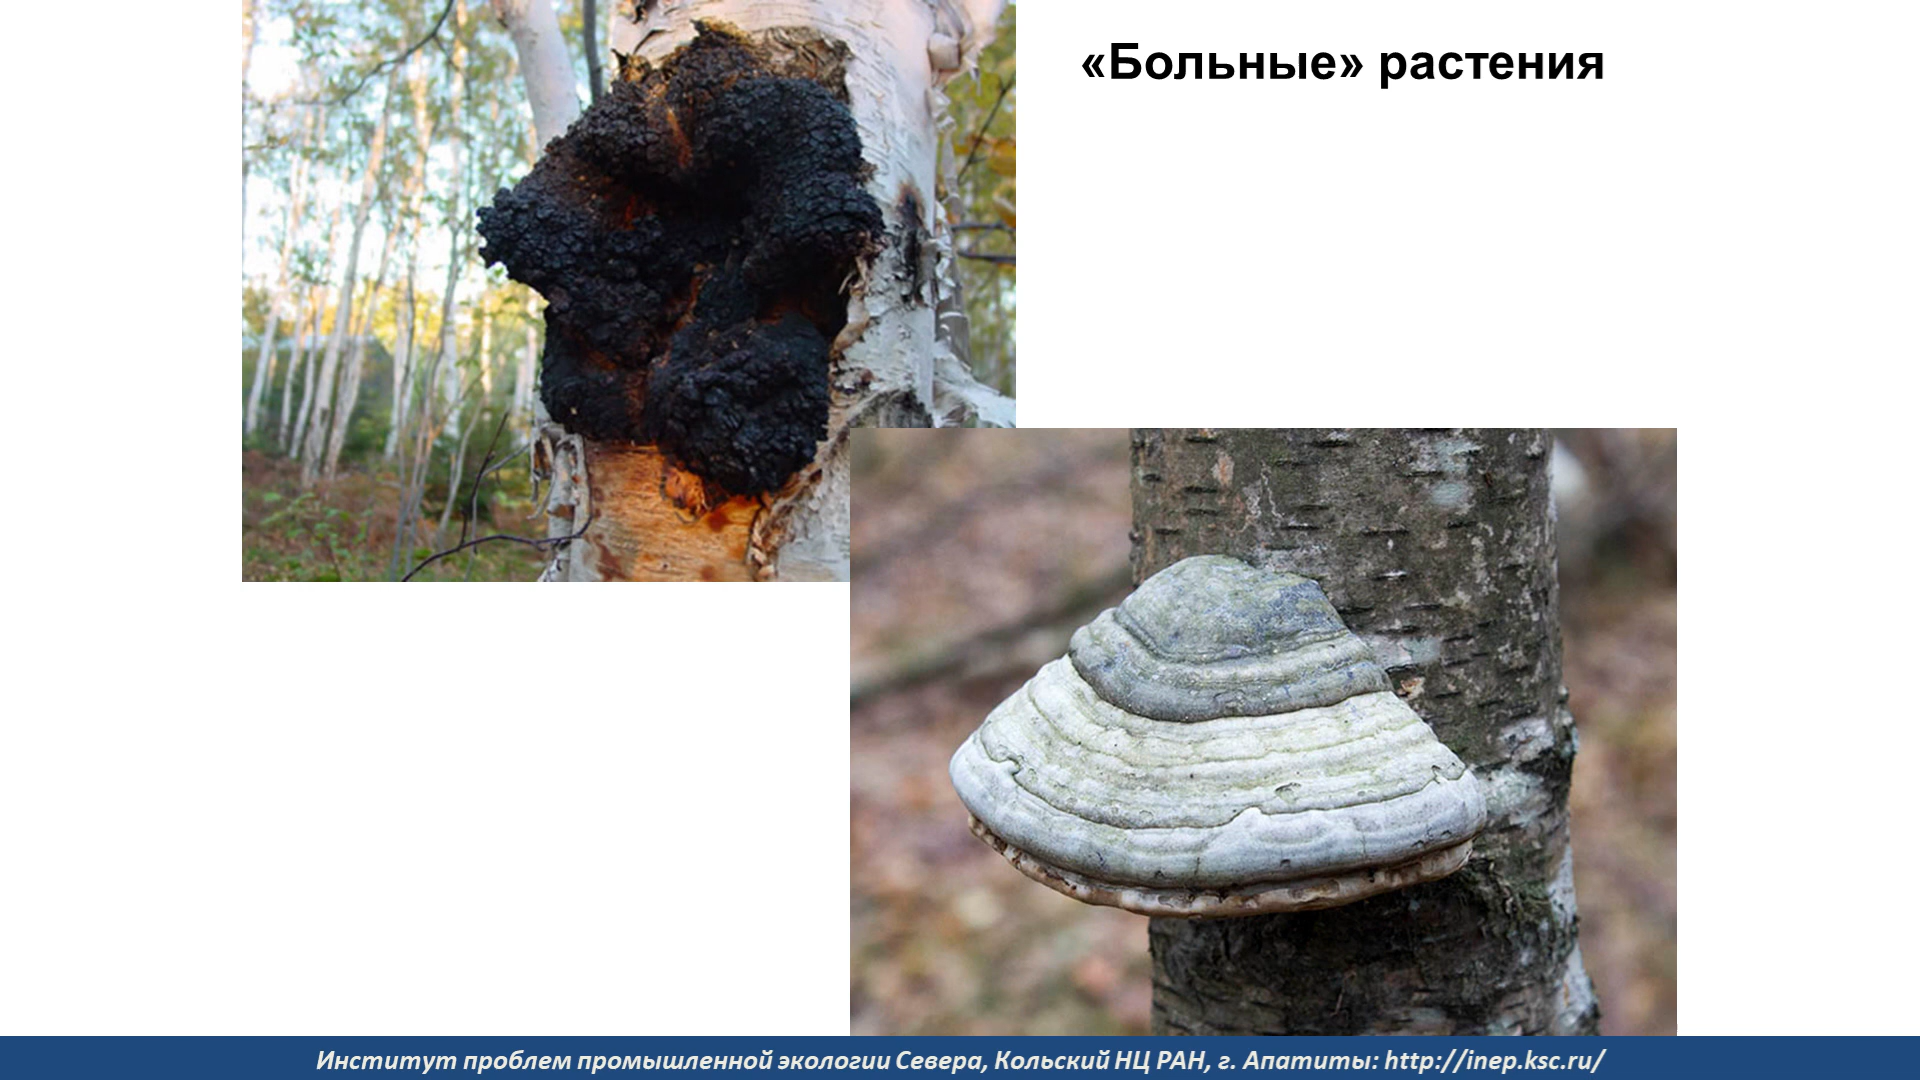 «Больные» растения
Институт проблем промышленной экологии Севера, Кольский НЦ РАН, г. Апатиты: http://inep.ksc.ru/